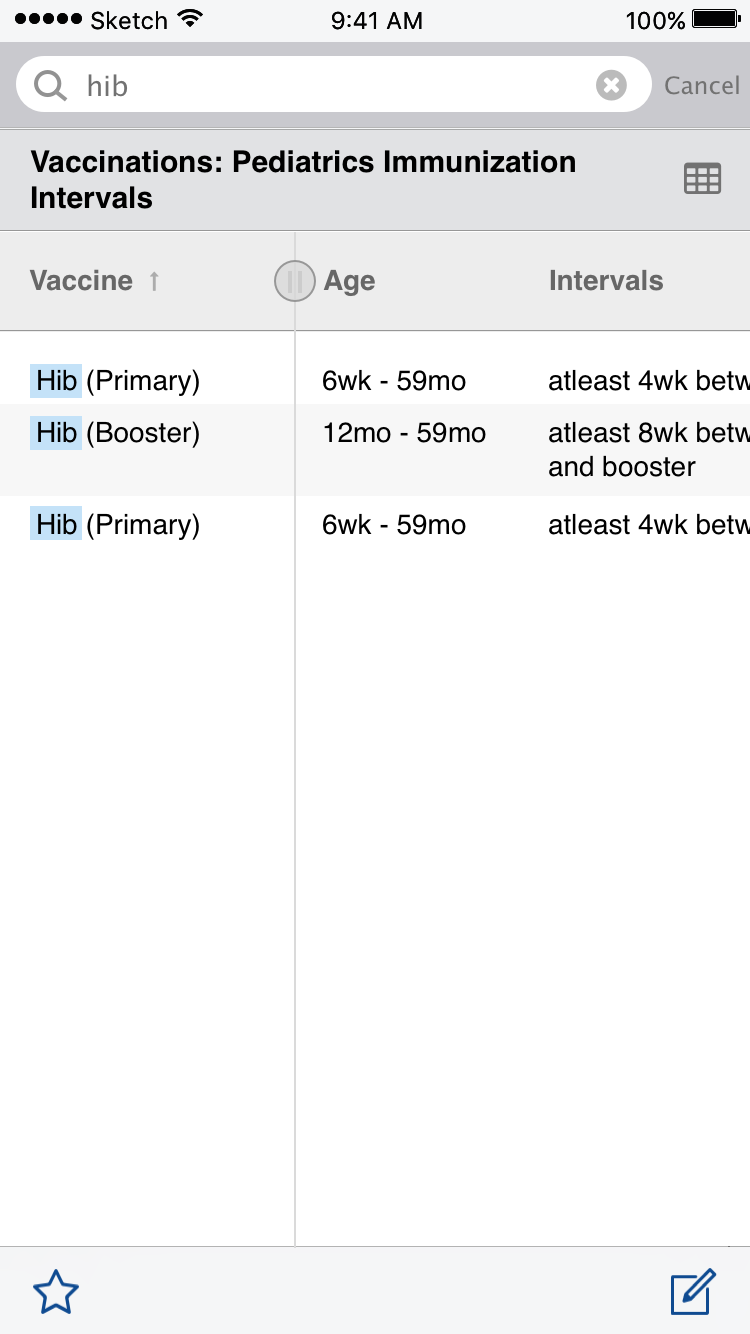 Sketch 9:41 AM 100%
hib Cancel
Vaccinations: Pediatrics Immunization
Intervals
Vaccine ↑ Age Intervals
Hib (Primary) 6wk - 59mo atleast 4wk betw
Hib (Booster) 12mo - 59mo atleast 8wk betw
and booster
Hib (Primary) 6wk - 59mo atleast 4wk betw